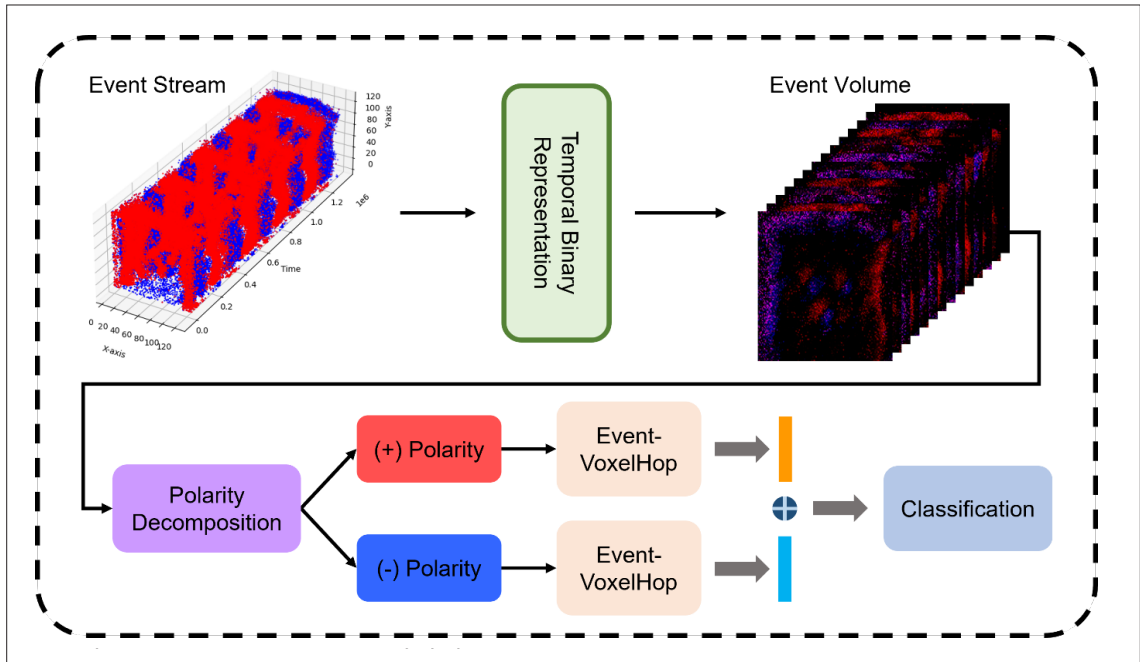 Event Stream
Event Volume
120
100
80
60
40
20
0
Y-axis
1e6
1.2
1.0
0.8
0.6
0.4
0.2
0.0
Time
0 20 40 60 80 100 120
X-axis
Temporal Binary
Representation
(+) Polarity
Event-
VoxelHop
Polarity
Decomposition
Classification
(-) Polarity
Event-
VoxelHop